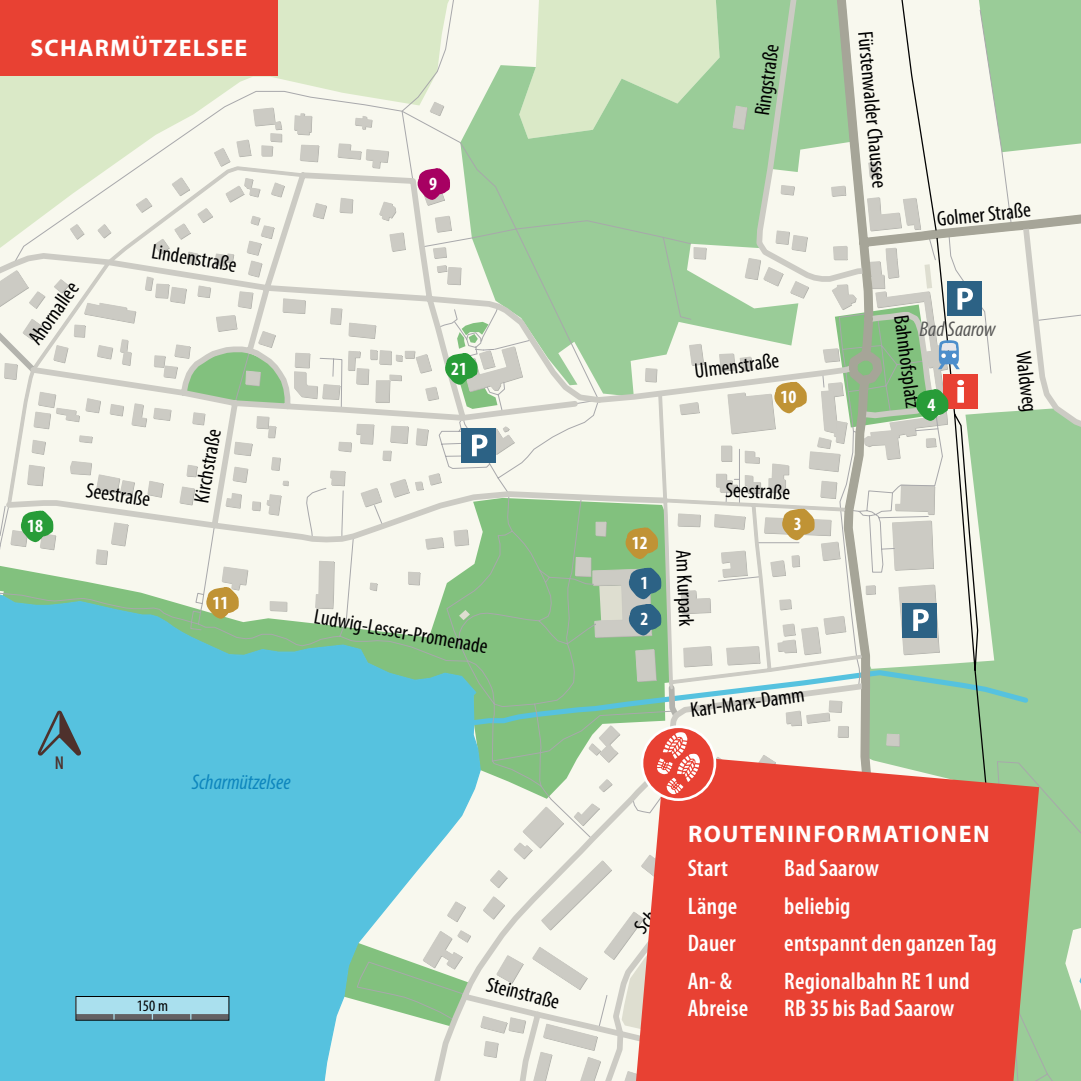 SCHARMÜTZELSEE
Ringstraße
Fürstenwalder Chaussee
9
Golmer Straße
Lindenstraße
Ahornallee
P
Bahnhofsplatz
Bad Saarow
21
Ulmenstraße
Waldweg
10
i
4
P
Kirchstraße
Seestraße
Seestraße
18
3
12
1
Am Kurpark
11
2
P
Ludwig-Lesser-Promenade
Karl-Marx-Damm
N
Scharmützelsee
ROUTENINFORMATIONEN
Start Bad Saarow
Länge beliebig
Dauer entspannt den ganzen Tag
An- & Regionalbahn RE 1 und
Abreise RB 35 bis Bad Saarow
Steinstraße
150 m